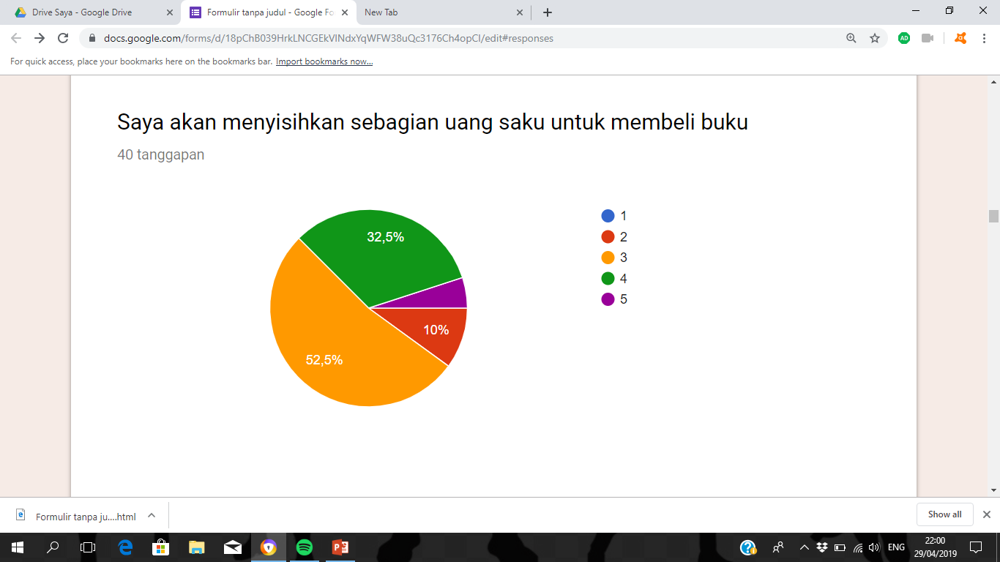 Drive Saya - Google Drive
Formulir tanpa judul - Google Fo
New Tab
docs.google.com/forms/d/18pChB039HrkLNCGEkVlNdxYqWFW38uQc3176Ch4opCI/edit#responses
For quick access, place your bookmarks here on the bookmarks bar. Import bookmarks now...
Saya akan menyisihkan sebagian uang saku untuk membeli buku
40 tanggapan
32,5%
10%
52,5%
1
2
3
4
5
Formulir tanpa ju....html
Show all
ENG
22:00
29/04/2019